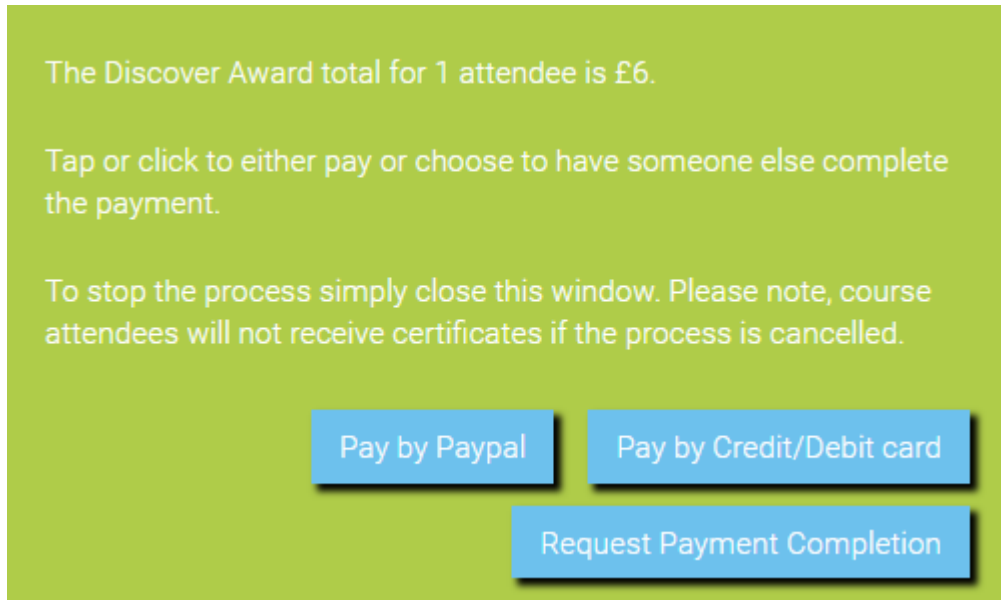 The Discover Award total for 1 attendee is £6.
Tap or click to either pay or choose to have someone else complete
the payment.
To stop the process simply close this window. Please note, course
attendees will not receive certificates if the process is cancelled.
Pay by Paypal
Pay by Credit/Debit card
Request Payment Completion